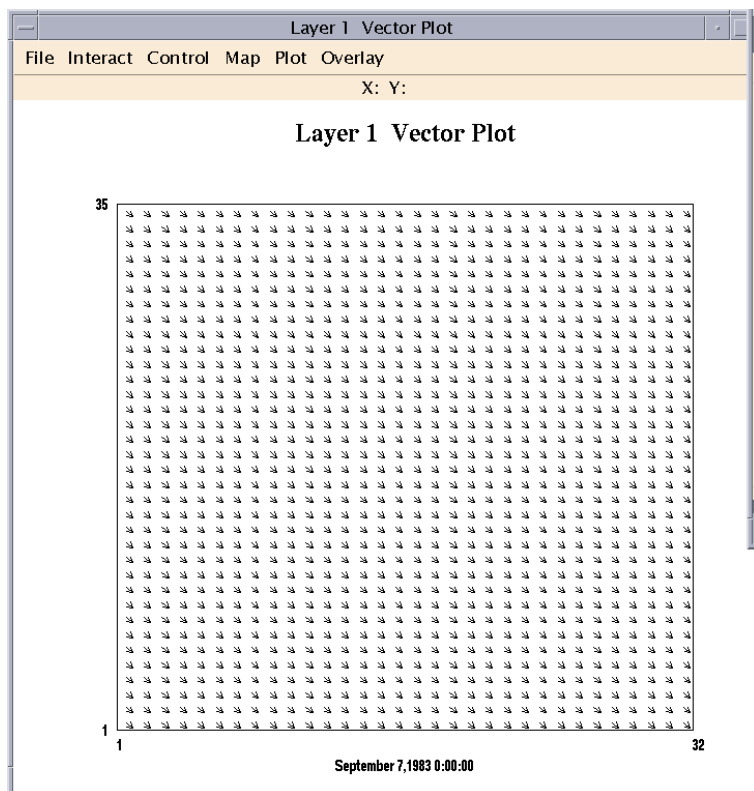 Layer 1 Vector Plot
File Interact Control Map Plot Overlay
X: Y:
Layer 1 Vector Plot
35
1
1 32
September 7,1983 0:00:00